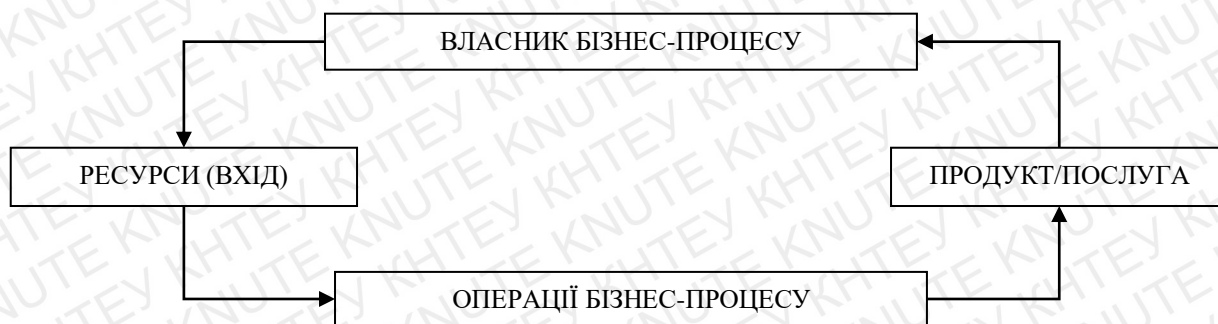 ВЛАСНИК БІЗНЕС-ПРОЦЕСУ
РЕСУРСИ (ВХІД)
ПРОДУКТ/ПОСЛУГА
ОПЕРАЦІЇ БІЗНЕС-ПРОЦЕСУ